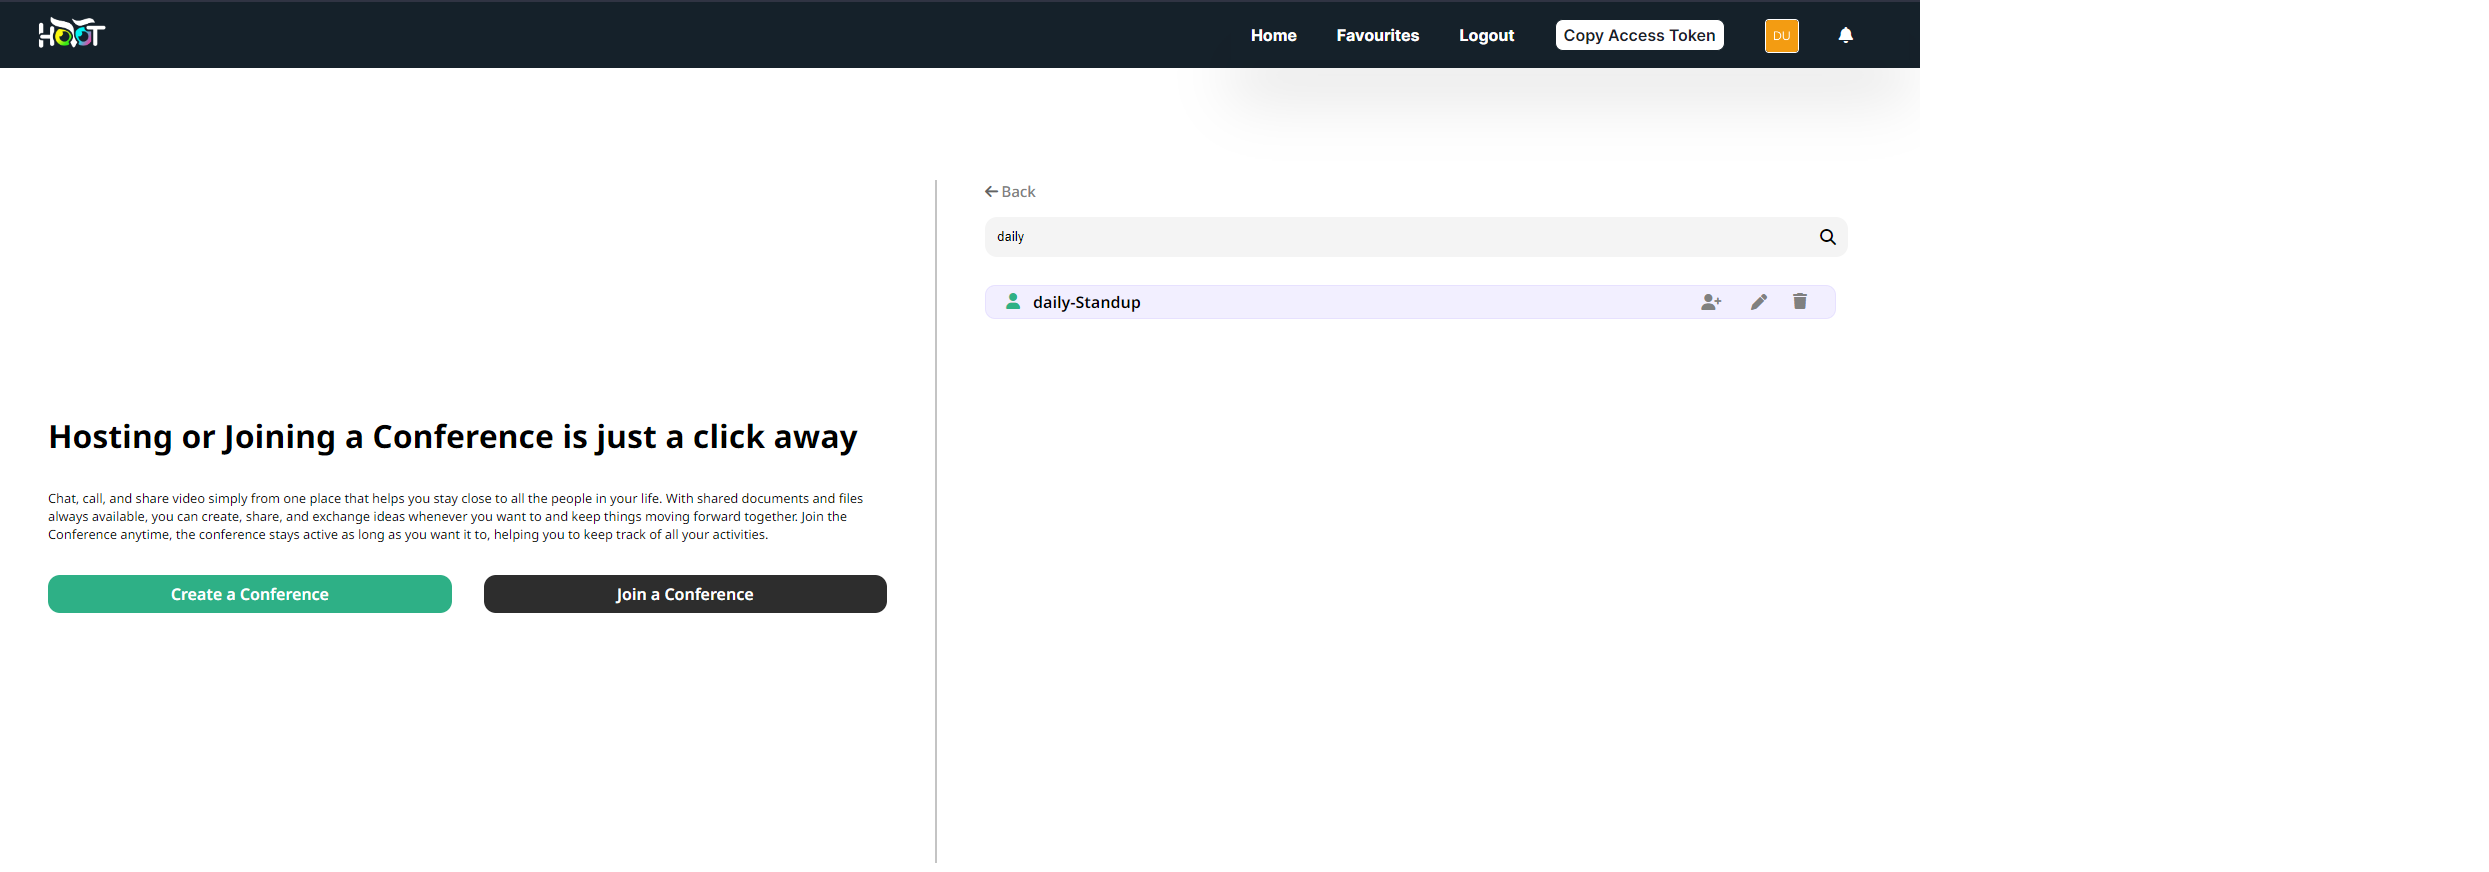 HOOT
Home
Favourites
Logout
Copy Access Token
DU
Back
daily
daily-Standup
Hosting or Joining a Conference is just a click away
Chat, call, and share video simply from one place that helps you stay close to all the people in your life. With shared documents and files
always available, you can create, share, and exchange ideas whenever you want to and keep things moving forward together. Join the
Conference anytime, the conference stays active as long as you want it to, helping you to keep track of all your activities.
Create a Conference
Join a Conference